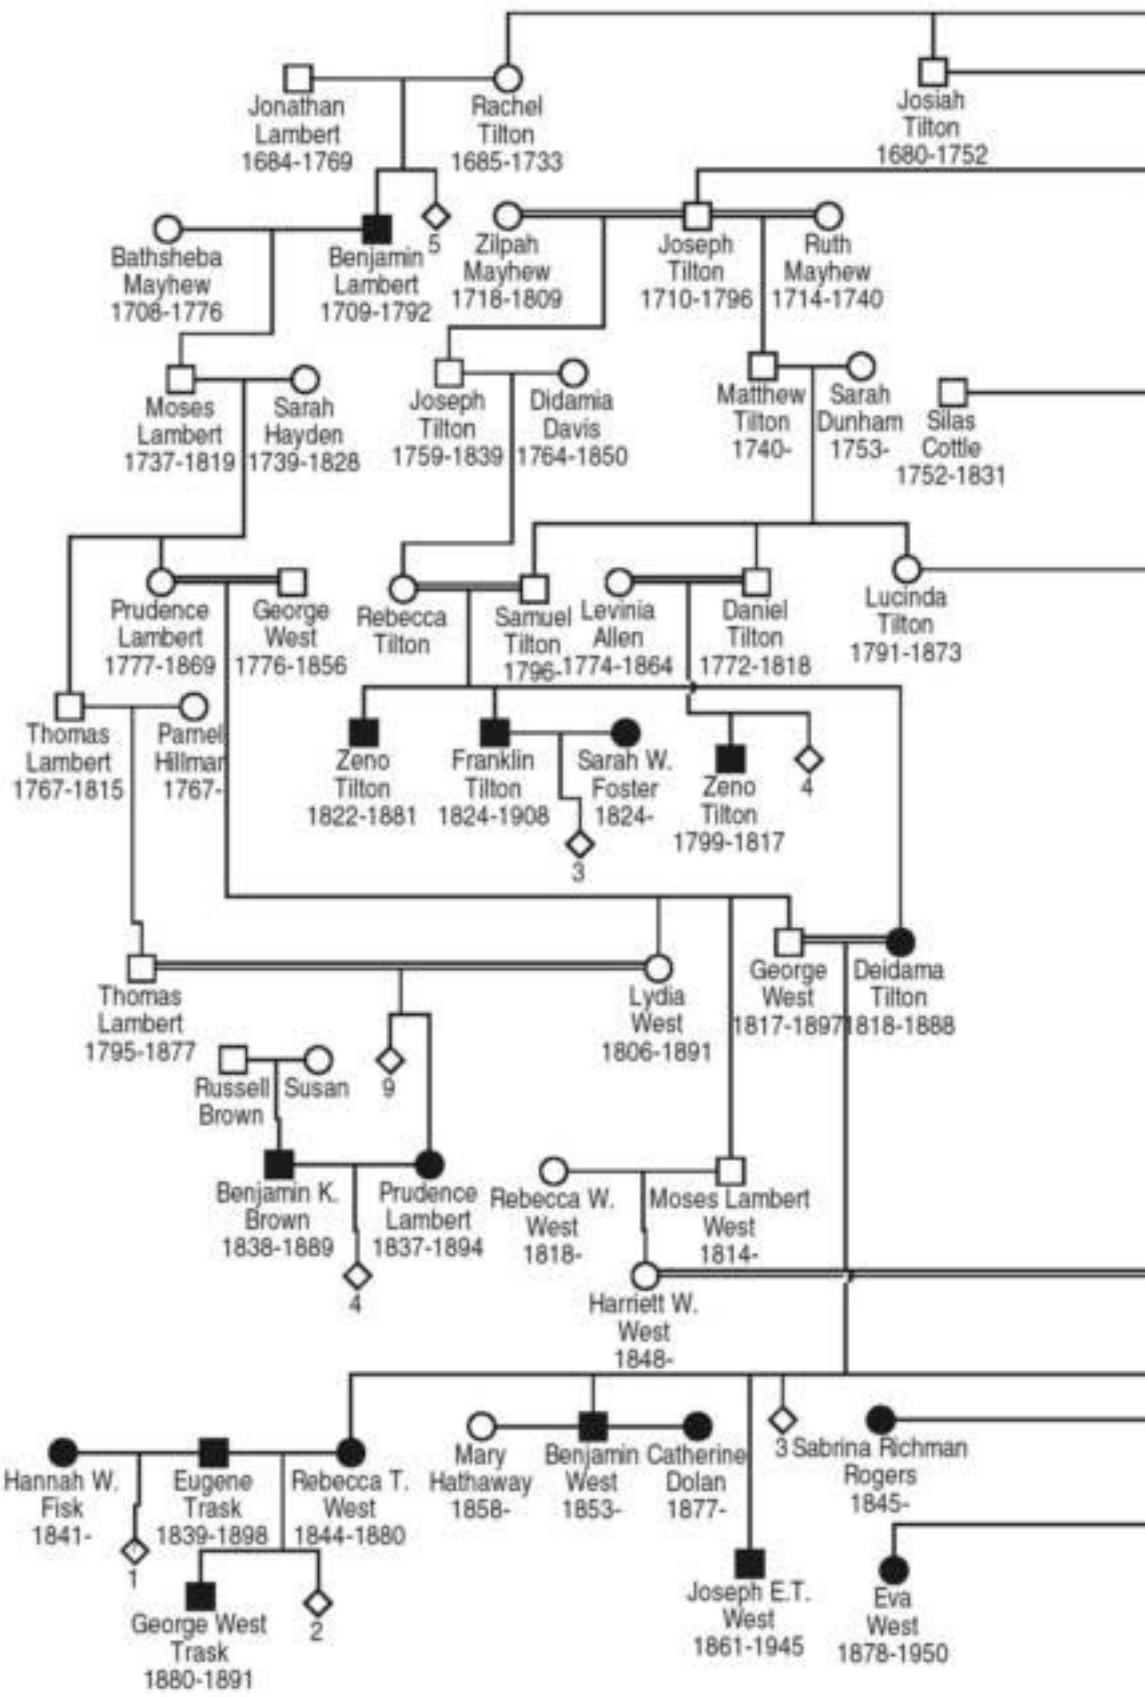 Jonathan
Lambert
1684-1769
Rachel
Tilton
1685-1733
Josiah
Tilton
1680-1752
Bathsheba
Mayhew
1708-1776
Benjamin
Lambert
1709-1792
5
Zilpah
Mayhew
1718-1809
Joseph
Tilton
1710-1796
Ruth
Mayhew
1714-1740
Moses
Lambert
1737-1819
Sarah
Hayden
1739-1828
Joseph
Tilton
1759-1839
Didamia
Davis
1764-1850
Matthew
Tilton
1740-
Sarah
Dunham
1753-
Silas
Cottle
1752-1831
Prudence
Lambert
1777-1869
George
West
1776-1856
Rebecca
Tilton
Samuel
Tilton
1796-
Levinia
Allen
1774-1864
Daniel
Tilton
1772-1818
Lucinda
Tilton
1791-1873
Thomas
Lambert
1767-1815
Parnel
Hillman
1767-
Zeno
Tilton
1822-1881
Franklin
Tilton
1824-1908
Sarah W.
Foster
1824-
3
Zeno
Tilton
1799-1817
4
Thomas
Lambert
1795-1877
Lydia
West
1806-1891
George
West
1817-1897
Deidama
Tilton
1818-1888
Russell
Brown
Susan
9
Benjamin K.
Brown
1838-1889
Prudence
Lambert
1837-1894
4
Rebecca W.
West
1818-
Moses Lambert
West
1814-
Harriett W.
West
1848-
Hannah W.
Fisk
1841-
Eugene
Trask
1839-1898
Rebecca T.
West
1844-1880
1
George West
Trask
1880-1891
2
Mary
Hathaway
1858-
Benjamin
West
1853-
Catherine
Dolan
1877-
3
Sabrina Richman
Rogers
1845-
Joseph E.T.
West
1861-1945
Eva
West
1878-1950